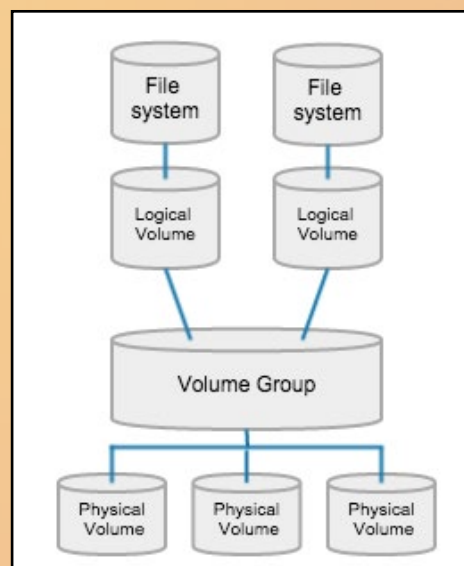 File
system
File
system
Logical
Volume
Logical
Volume
Volume Group
Physical
Volume
Physical
Volume
Physical
Volume